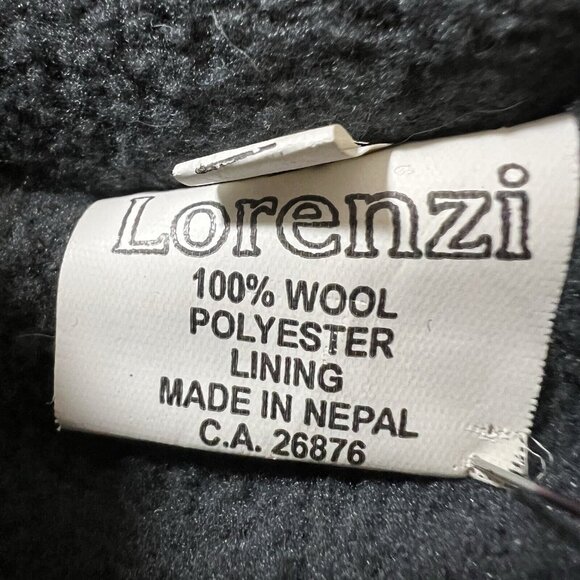 Lorenzi
100% WOOL
POLYESTER
LINING
MADE IN NEPAL
C.A. 26876